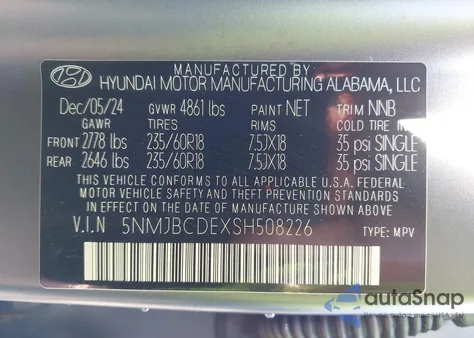 MANUFACTURED BY
HYUNDAI MOTOR MANUFACTURING ALABAMA, LLC
Dec/05/24 GVWR 4861 lbs PAINT NET TRIM NNB
GAWR TIRES RIMS COLD TIRE
FRONT 2778 lbs 235/60R18 7.5JX18 35 psi SINGLE
REAR 2646 lbs 235/60R18 7.5JX18 35 psi SINGLE
THIS VEHICLE CONFORMS TO ALL APPLICABLE U.S.A. FEDERAL
MOTOR VEHICLE SAFETY AND THEFT PREVENTION STANDARDS
IN EFFECT ON THE DATE OF MANUFACTURE SHOWN ABOVE.
V.I.N 5NMJBCDEXSH508226 TYPE: MPV
autoSnap